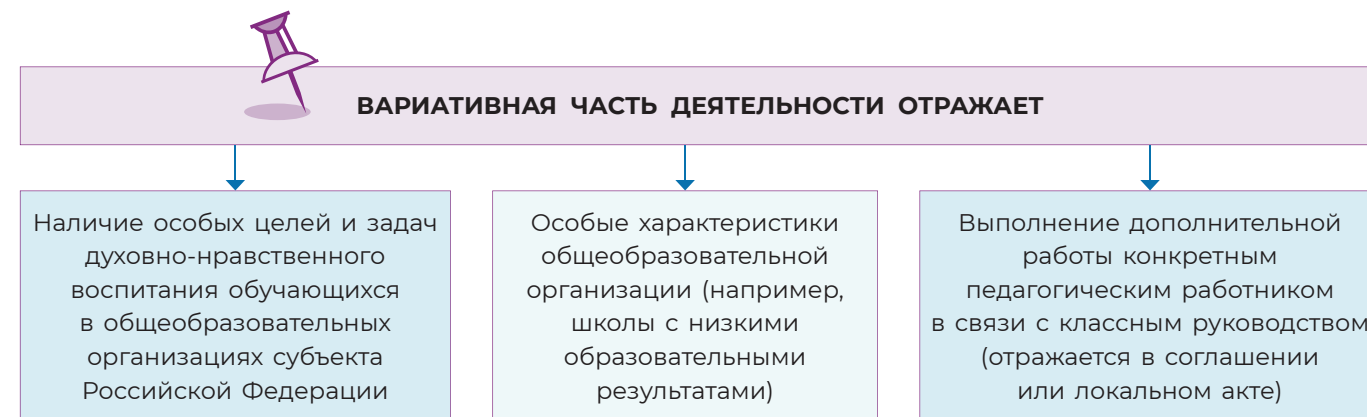 ВАРИАТИВНАЯ ЧАСТЬ ДЕЯТЕЛЬНОСТИ ОТРАЖАЕТ
Наличие особых целей и задач
духовно-нравственного
воспитания обучающихся
в общеобразовательных
организациях субъекта
Российской Федерации
Особые характеристики
общеобразовательной
организации (например,
школы с низкими
образовательными
результатами)
Выполнение дополнительной
работы конкретным
педагогическим работником
в связи с классным руководством
(отражается в соглашении
или локальном акте)